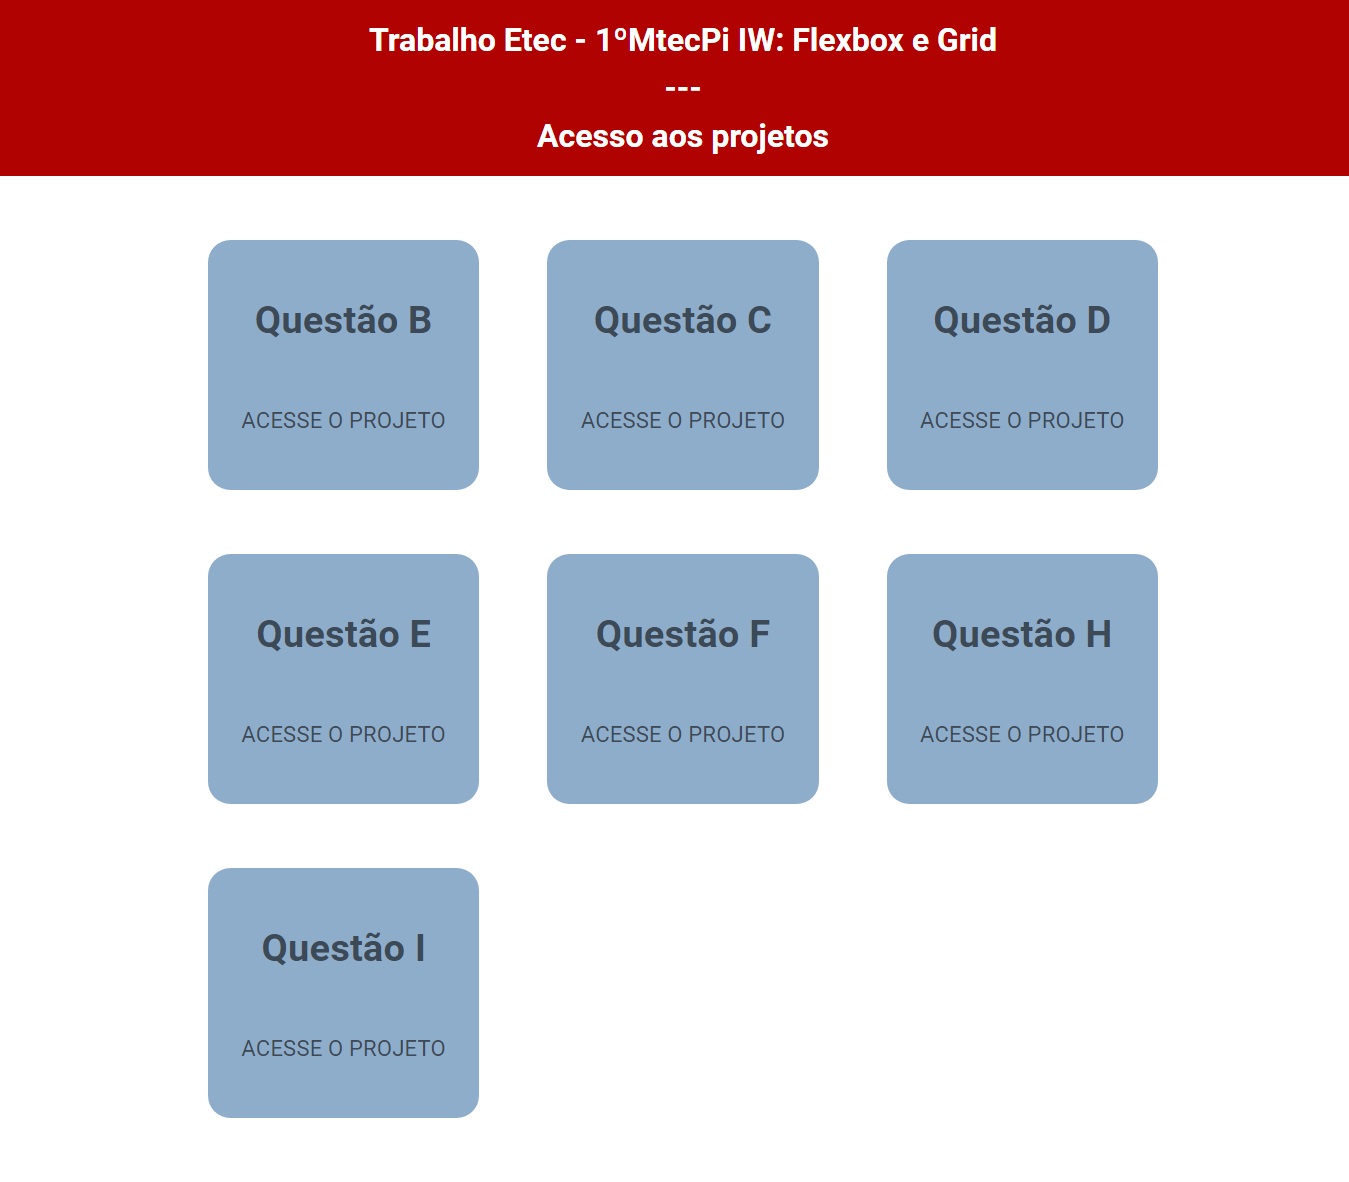 Trabalho Etec - 1ºMtecPi IW: Flexbox e Grid
---
Acesso aos projetos
Questão B
ACESSE O PROJETO
Questão C
ACESSE O PROJETO
Questão D
ACESSE O PROJETO
Questão E
ACESSE O PROJETO
Questão F
ACESSE O PROJETO
Questão H
ACESSE O PROJETO
Questão I
ACESSE O PROJETO